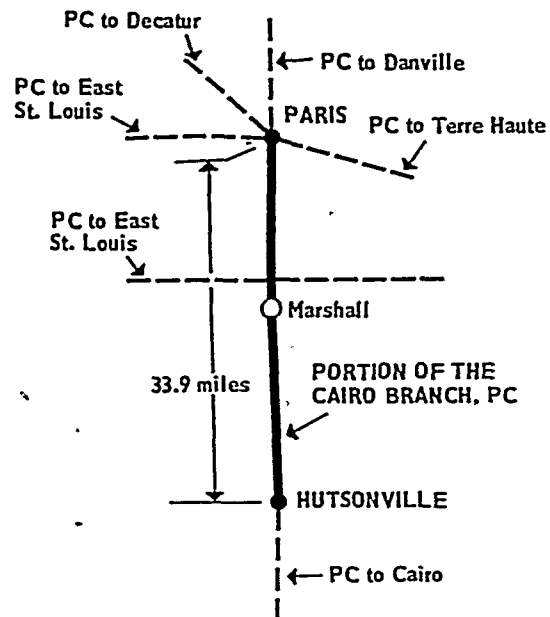 PC to Decatur
PC to Danville
PC to East
St. Louis
PARIS
PC to Terre Haute
PC to East
St. Louis
Marshall
33.9 miles
PORTION OF THE
CAIRO BRANCH, PC
HUTSONVILLE
PC to Cairo